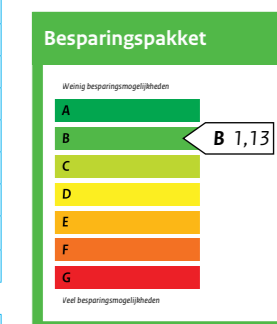 Besparingspakket
Weinig besparingsmogelijkheden
A
B
B 1,13
C
D
E
F
G
Veel besparingsmogelijkheden